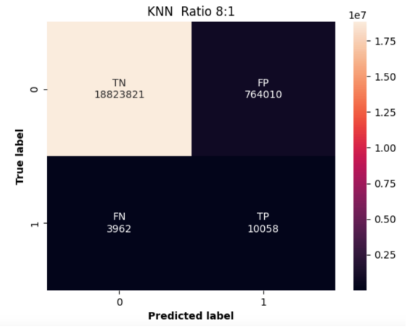 KNN Ratio 8:1
1e7
TN
18823821
FP
764010
FN
3962
TP
10058
0
1
True label
0
1
Predicted label
1.75
1.50
1.25
1.00
0.75
0.50
0.25